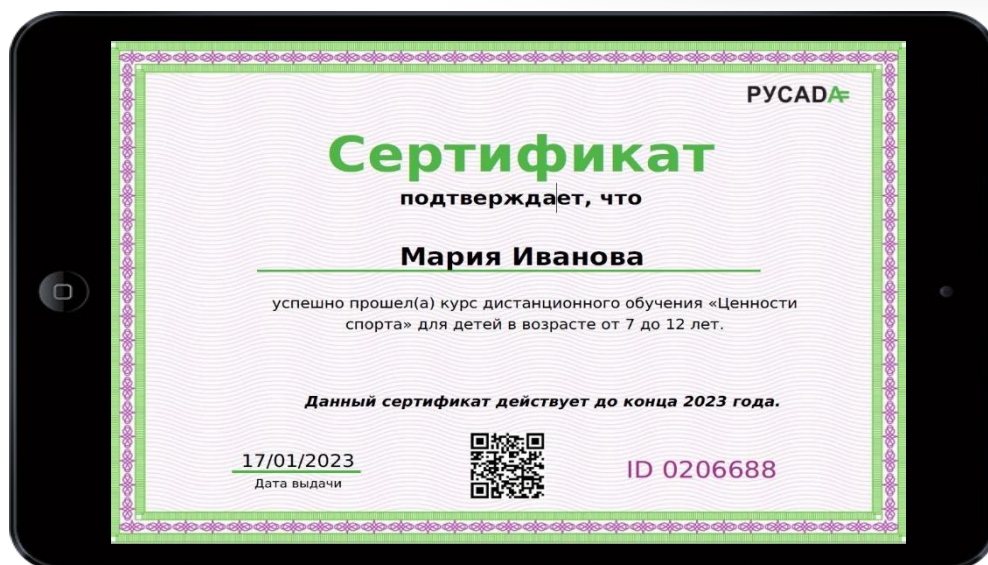 РУСАDA
Сертификат
подтверждает, что
Мария Иванова
успешно прошел(а) курс дистанционного обучения «Ценности
спорта» для детей в возрасте от 7 до 12 лет.
Данный сертификат действует до конца 2023 года.
17/01/2023
Дата выдачи
ID 0206688